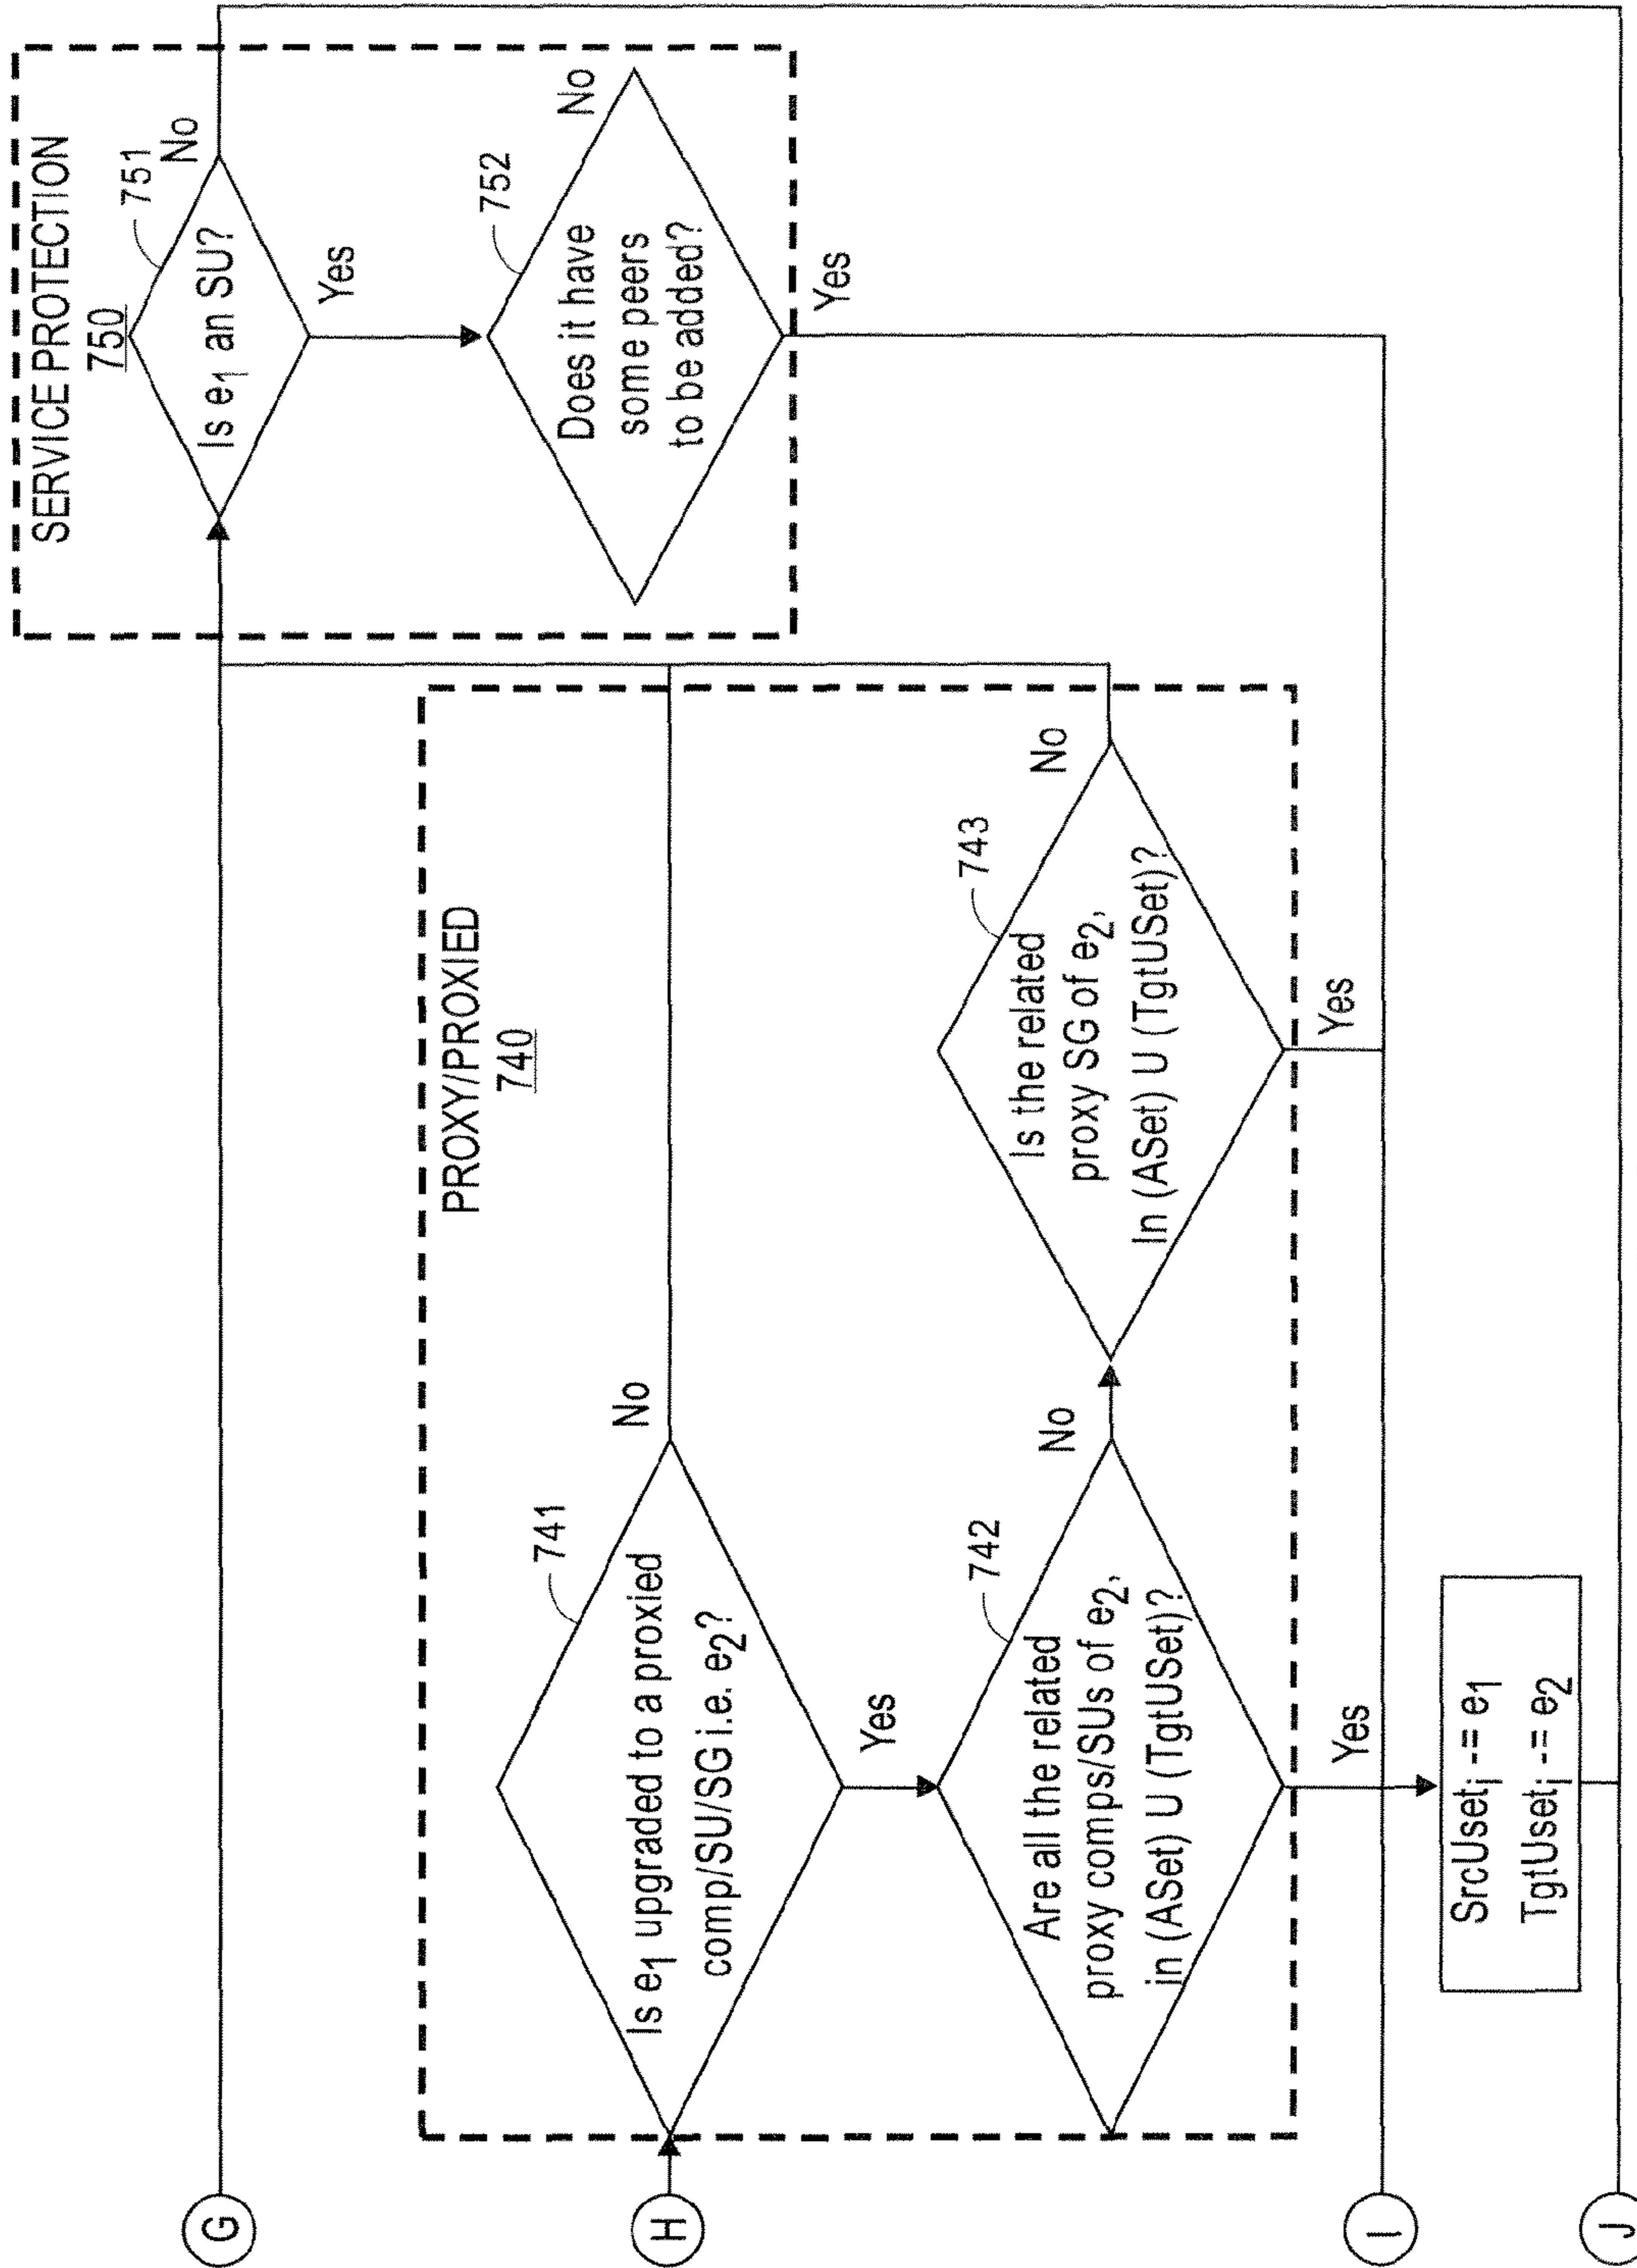 G
SERVICE PROTECTION
750
751
Is e1 an SU?
No
Yes
752
Does it have
some peers
to be added?
No
Yes
H
PROXY/PROXIED
740
741
Is e1 upgraded to a proxied
comp/SU/SG i.e. e2?
No
Yes
742
Are all the related
proxy comps/SUs of e2,
in (ASet) U (TgtUSet)?
No
Yes
743
Is the related
proxy SG of e2,
In (ASet) U (TgtUSet)?
No
Yes
I
SrcUseti -= e1
TgtUseti -= e2
J